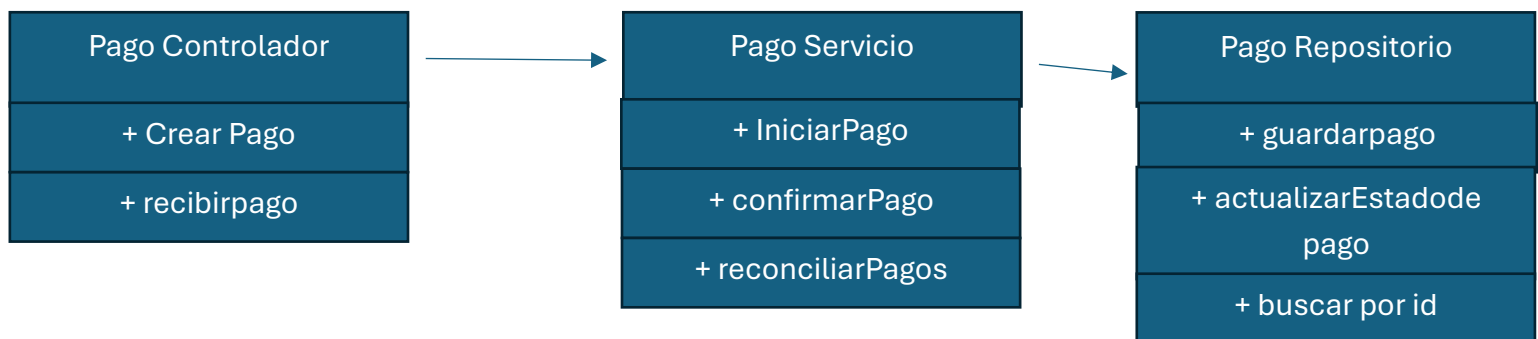 Pago Controlador
+ Crear Pago
+ recibirpago
Pago Servicio
+ IniciarPago
+ confirmarPago
+ reconciliarPagos
Pago Repositorio
+ guardarpago
+ actualizarEstadode
pago
+ buscar por id